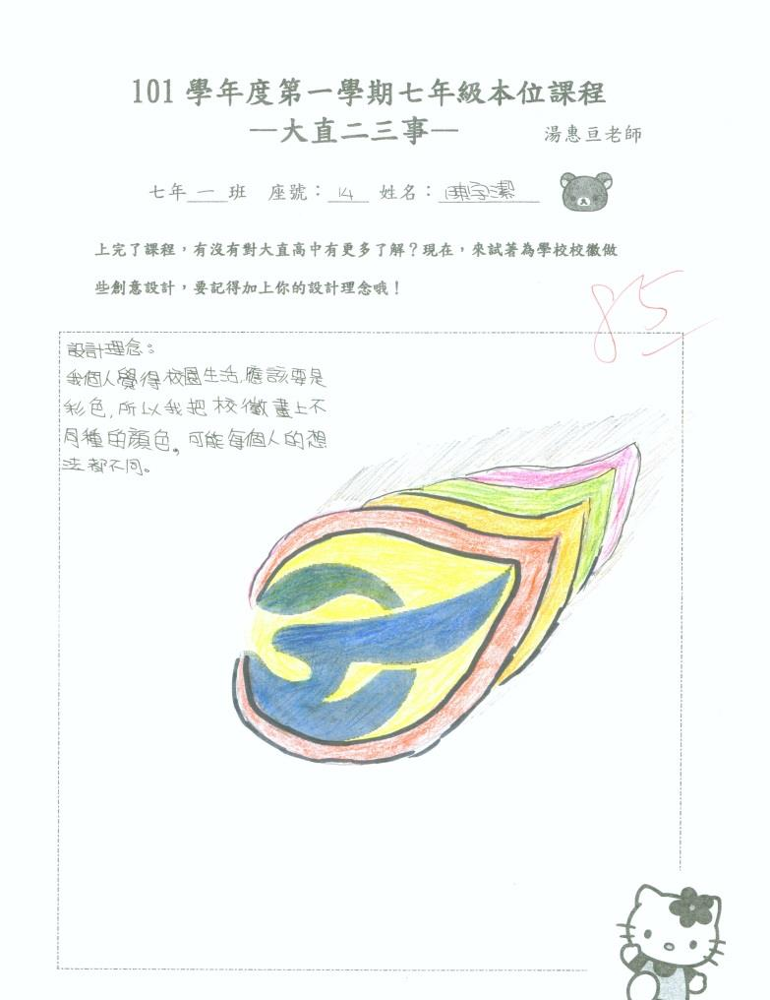 101 學年度第一學期七年級本位課程
—大直二三事—
湯惠亘老師
七年一班 座號：14 姓名：陳宇潔
上完了課程，有沒有對大直高中有更多了解？現在，來試著為學校校徽做
些創意設計，要記得加上你的設計理念哦！
85
設計理念：
我個人覺得校園生活,應該要是
彩色,所以我把校徽畫上不
同種的顏色。可能每個人的想
法都不同。